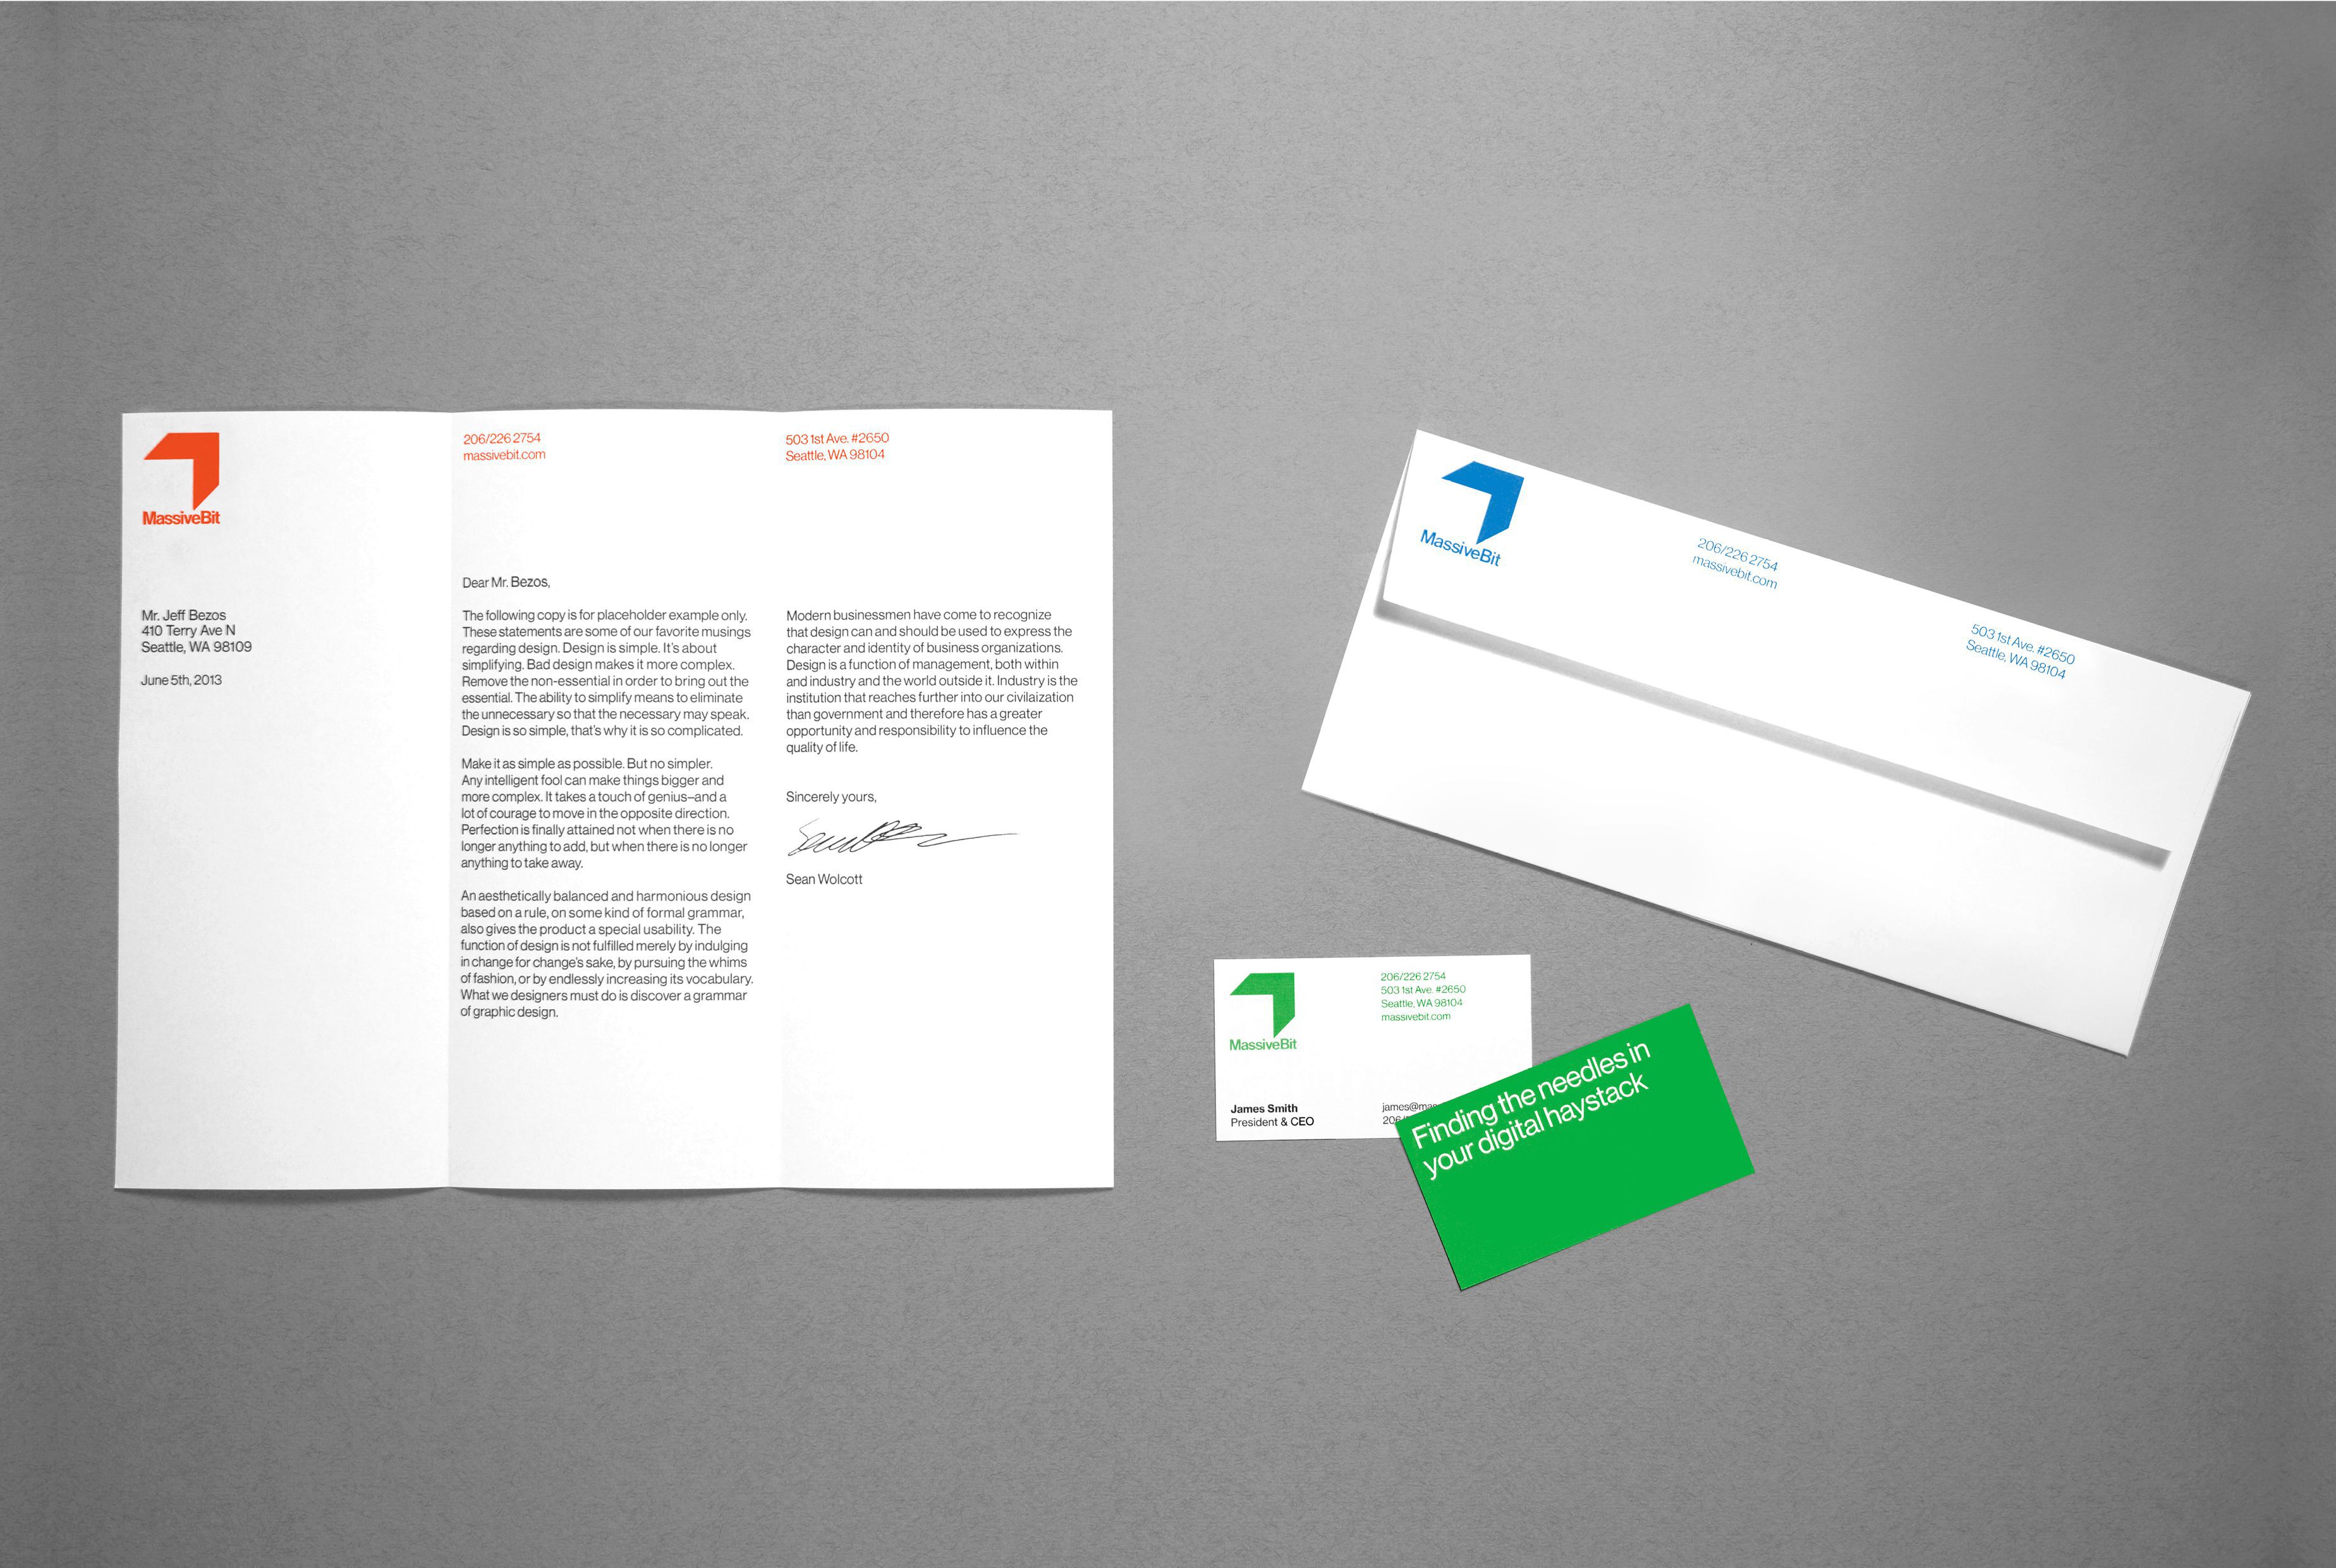 MassiveBit
206/226 2754
massivebit.com
503 1st Ave. #2650
Seattle, WA 98104
Mr. Jeff Bezos
410 Terry Ave N
Seattle, WA 98109
June 5th, 2013
Dear Mr. Bezos,
The following copy is for placeholder example only.
These statements are some of our favorite musings
regarding design. Design is simple. It's about
simplifying. Bad design makes it more complex.
Remove the non-essential in order to bring out the
essential. The ability to simplify means to eliminate
the unnecessary so that the necessary may speak.
Design is so simple, that's why it is so complicated.
Make it as simple as possible. But no simpler.
Any intelligent fool can make things bigger and
more complex. It takes a touch of genius–and a
lot of courage to move in the opposite direction.
Perfection is finally attained not when there is no
longer anything to add, but when there is no longer
anything to take away.
An aesthetically balanced and harmonious design
based on a rule, on some kind of formal grammar,
also gives the product a special usability. The
function of design is not fulfilled merely by indulging
in change for change's sake, by pursuing the whims
of fashion, or by endlessly increasing its vocabulary.
What we designers must do is discover a grammar
of graphic design.
Modern businessmen have come to recognize
that design can and should be used to express the
character and identity of business organizations.
Design is a function of management, both within
and industry and the world outside it. Industry is the
institution that reaches further into our civilaization
than government and therefore has a greater
opportunity and responsibility to influence the
quality of life.
Sincerely yours,
Sean Wolcott
MassiveBit
206/226 2754
massivebit.com
503 1st Ave. #2650
Seattle, WA 98104
MassiveBit
206/226 2754
503 1st Ave. #2650
Seattle, WA 98104
massivebit.com
James Smith
President & CEO
Finding the needles in
your digital haystack